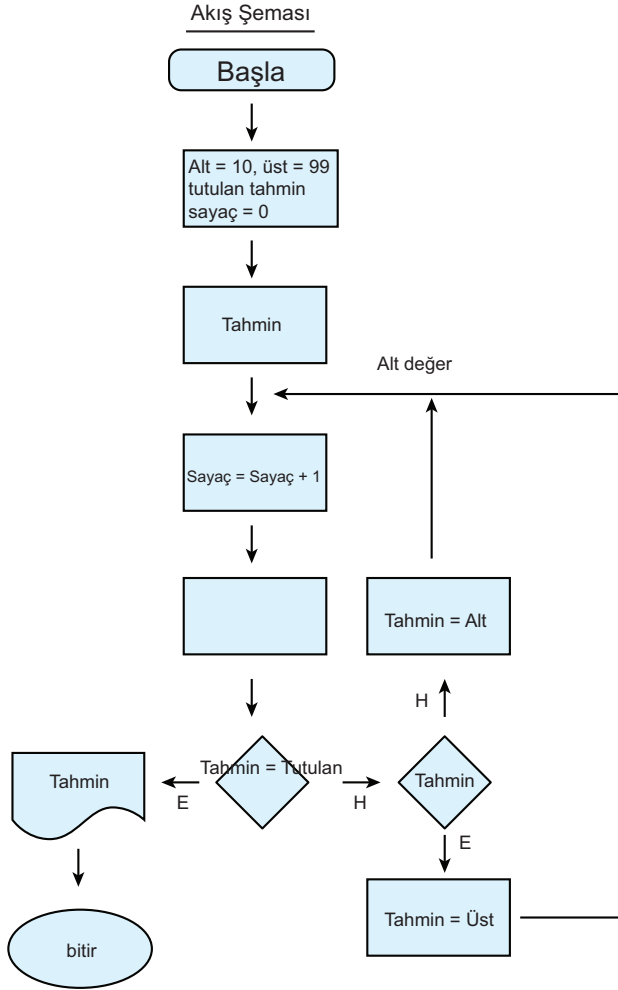 Akış Şeması
Başla
Alt = 10, üst = 99
tutulan tahmin
sayaç = 0
Tahmin
Alt değer
Sayaç = Sayaç + 1
Tahmin = Alt
H
Tahmin
E
Tahmin = Tutulan
H
Tahmin
E
bitir
Tahmin = Üst